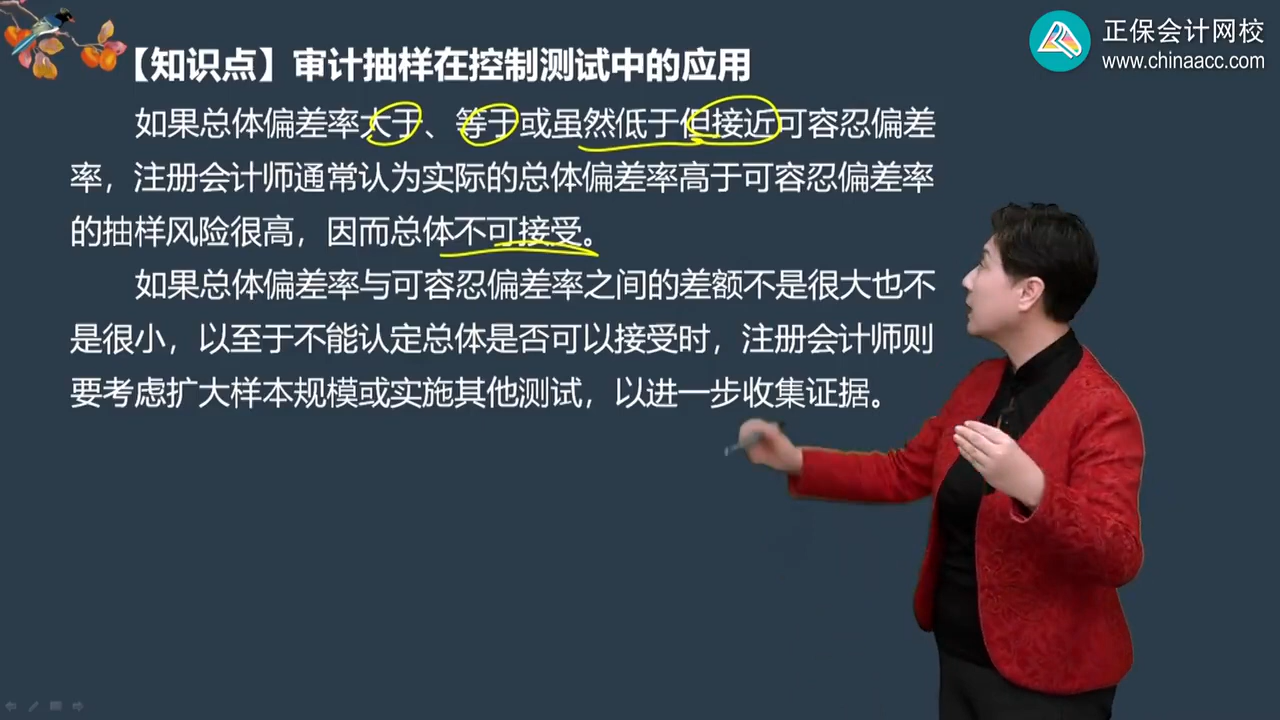 正保会计网校
www.chinaacc.com
【知识点】审计抽样在控制测试中的应用
如果总体偏差率大于、等于或虽然低于但接近可容忍偏差
率，注册会计师通常认为实际的总体偏差率高于可容忍偏差率
的抽样风险很高，因而总体不可接受。
如果总体偏差率与可容忍偏差率之间的差额不是很大也不
是很小，以至于不能认定总体是否可以接受时，注册会计师则
要考虑扩大样本规模或实施其他测试，以进一步收集证据。